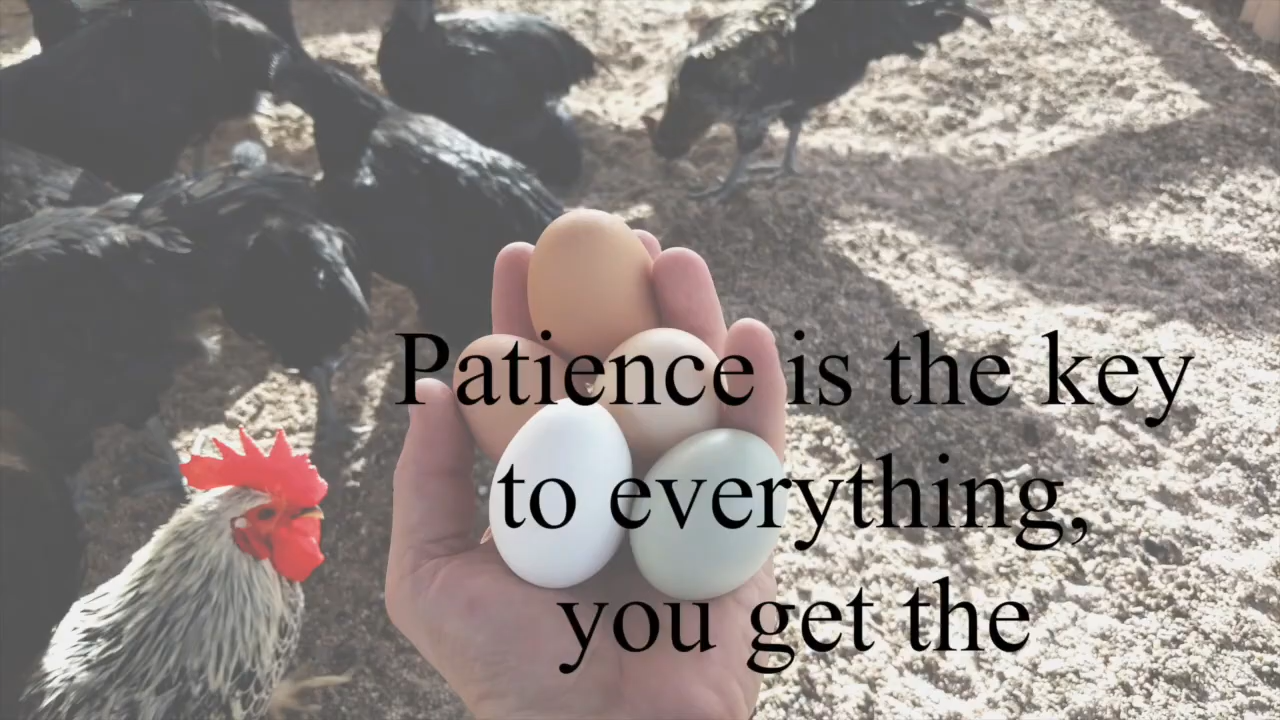 Patience is the key
to everything,
you get the